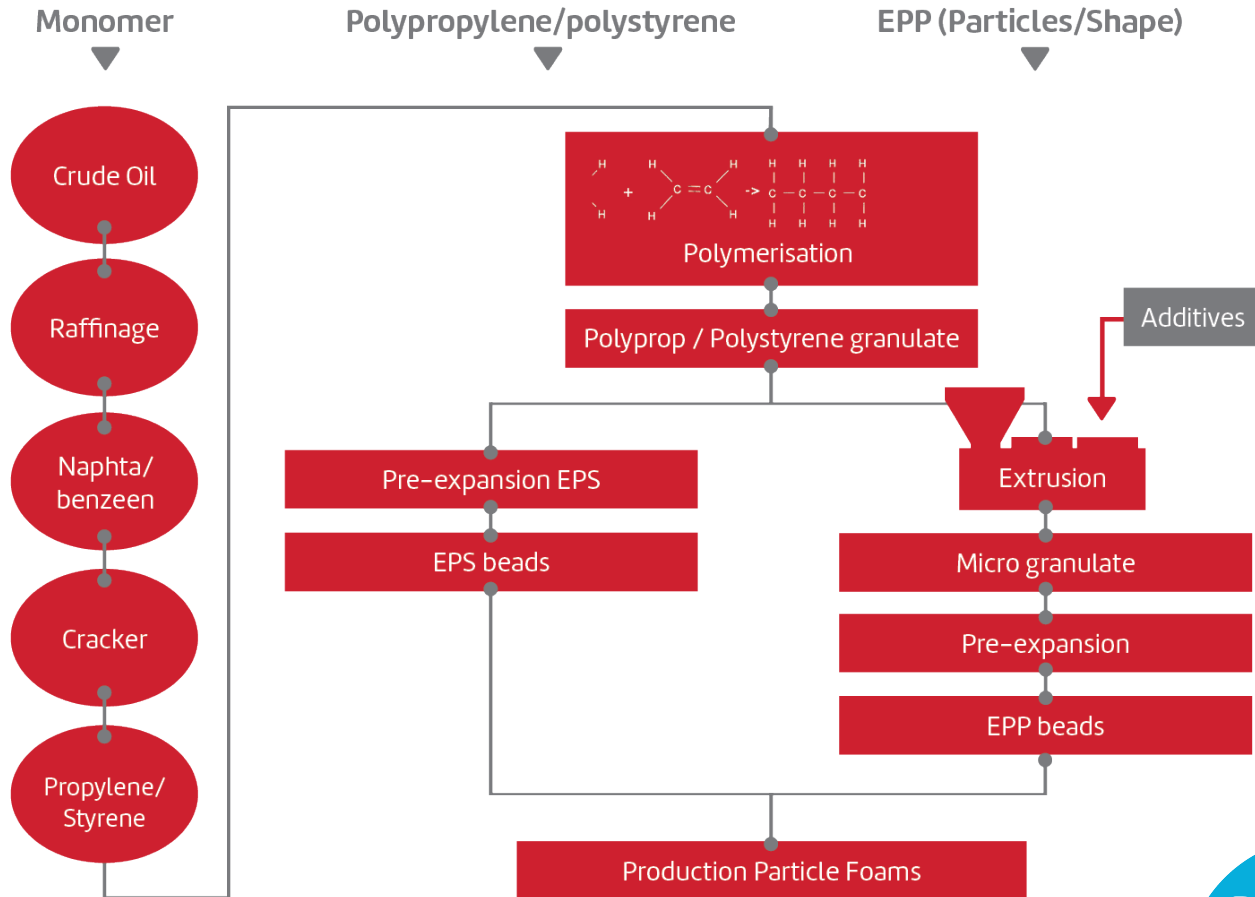 Monomer
Polypropylene/polystyrene
EPP (Particles/Shape)
Crude Oil
Raffinage
Naphta/
benzeen
Cracker
Propylene/
Styrene
H H H H H H H
+ C = C -> C – C – C – C
H H H H H H H
Polymerisation
Polyprop / Polystyrene granulate
Additives
Pre-expansion EPS
EPS beads
Extrusion
Micro granulate
Pre-expansion
EPP beads
Production Particle Foams